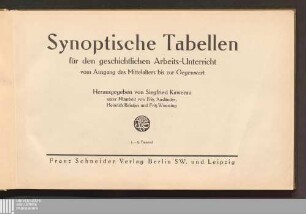 Synoptische Tabellen
für den geschichtlichen Arbeits-Unterricht
vom Ausgang des Mittelalters bis zur Gegenwart
Herausgegeben von Siegfried Kawerau
unter Mitarbeit von Fritz Ausländer,
Heinrich Reintjes und Fritz Wuessing
Franz Schneider Verlag Berlin SW. und Leipzig